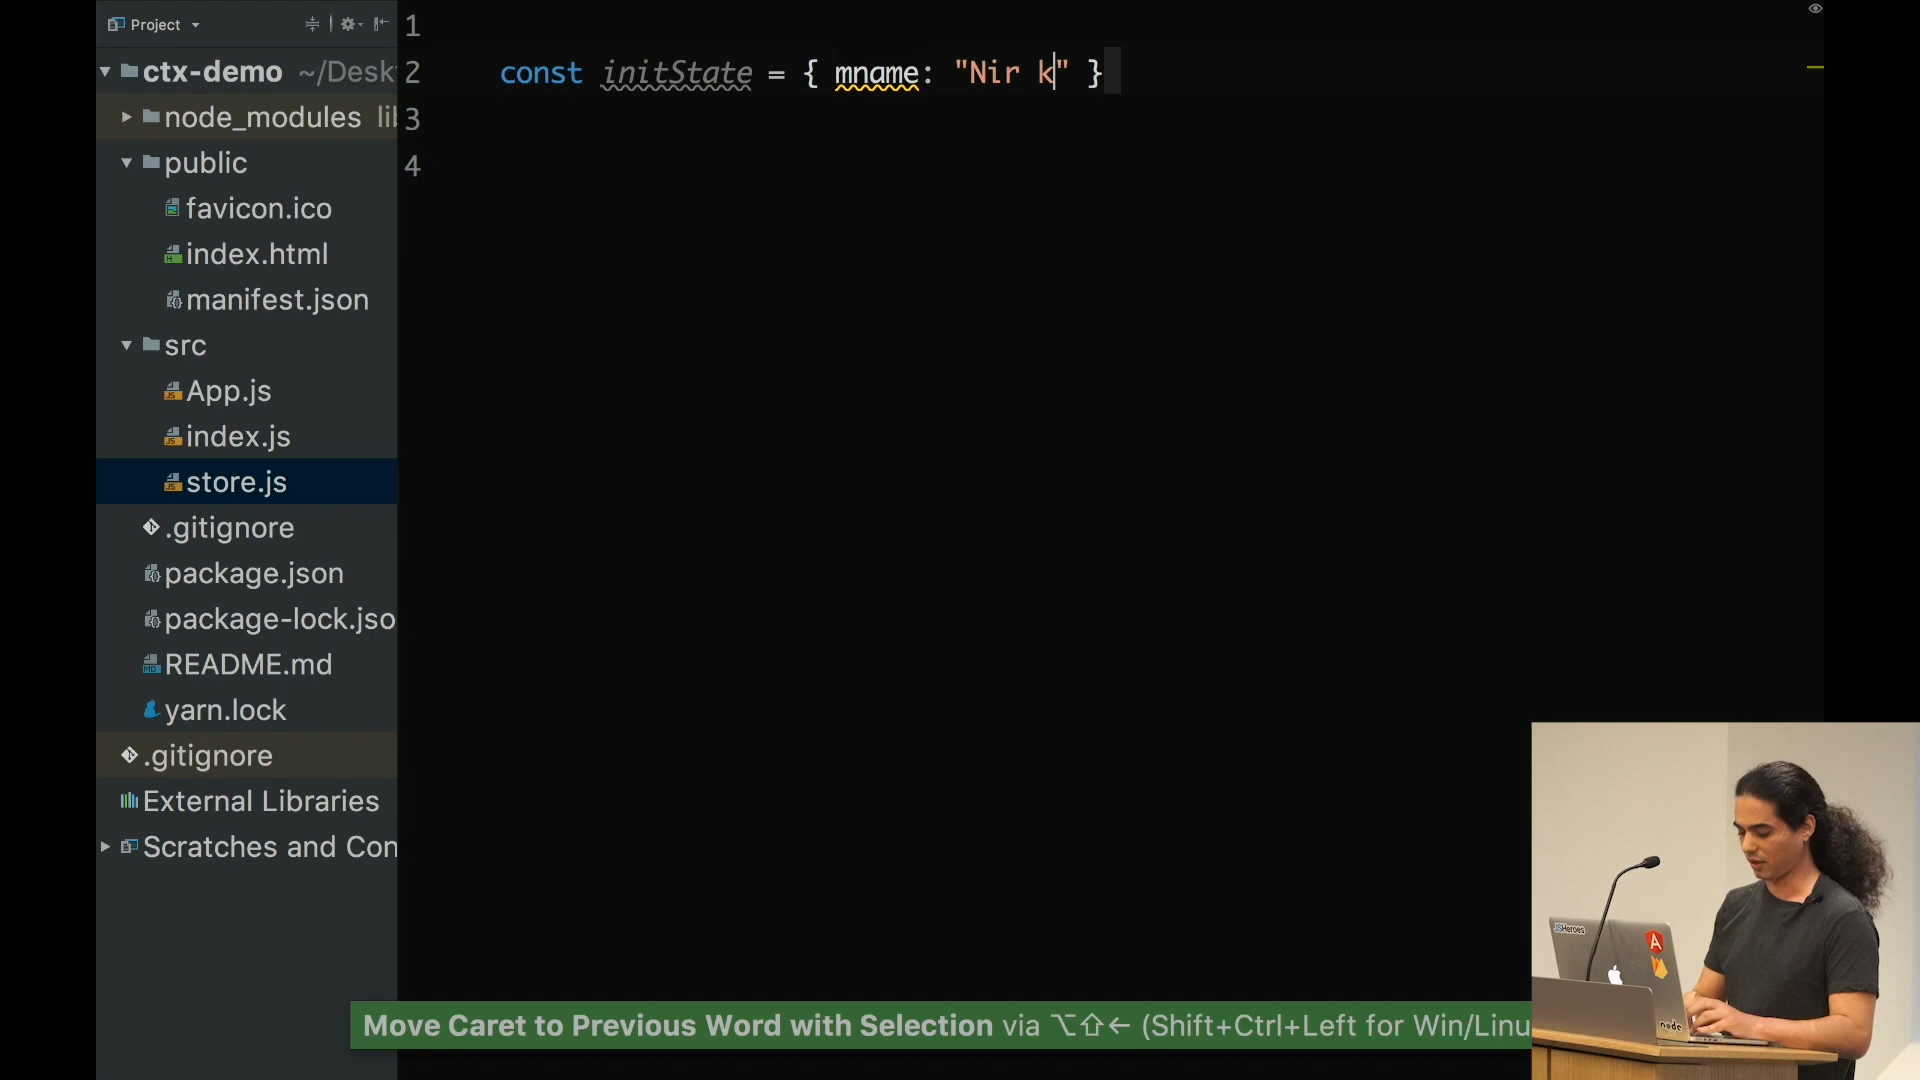 Project
ctx-demo ~/Desk
node_modules lib
public
favicon.ico
index.html
manifest.json
src
App.js
index.js
store.js
.gitignore
package.json
package-lock.jso
README.md
yarn.lock
.gitignore
External Libraries
Scratches and Con
1
2 const initState = { mname: "Nir k" }
3
4
Move Caret to Previous Word with Selection via ⌥⇧← (Shift+Ctrl+Left for Win/Linu
JSHeroes
A
node